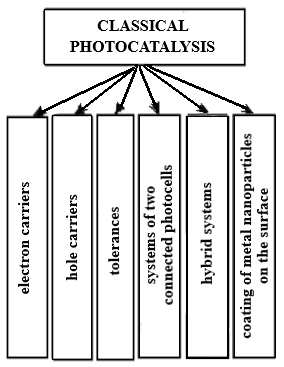 CLASSICAL
PHOTOCATALYSIS
electron carriers
hole carriers
tolerances
systems of two
connected photocells
hybrid systems
coating of metal nanoparticles
on the surface